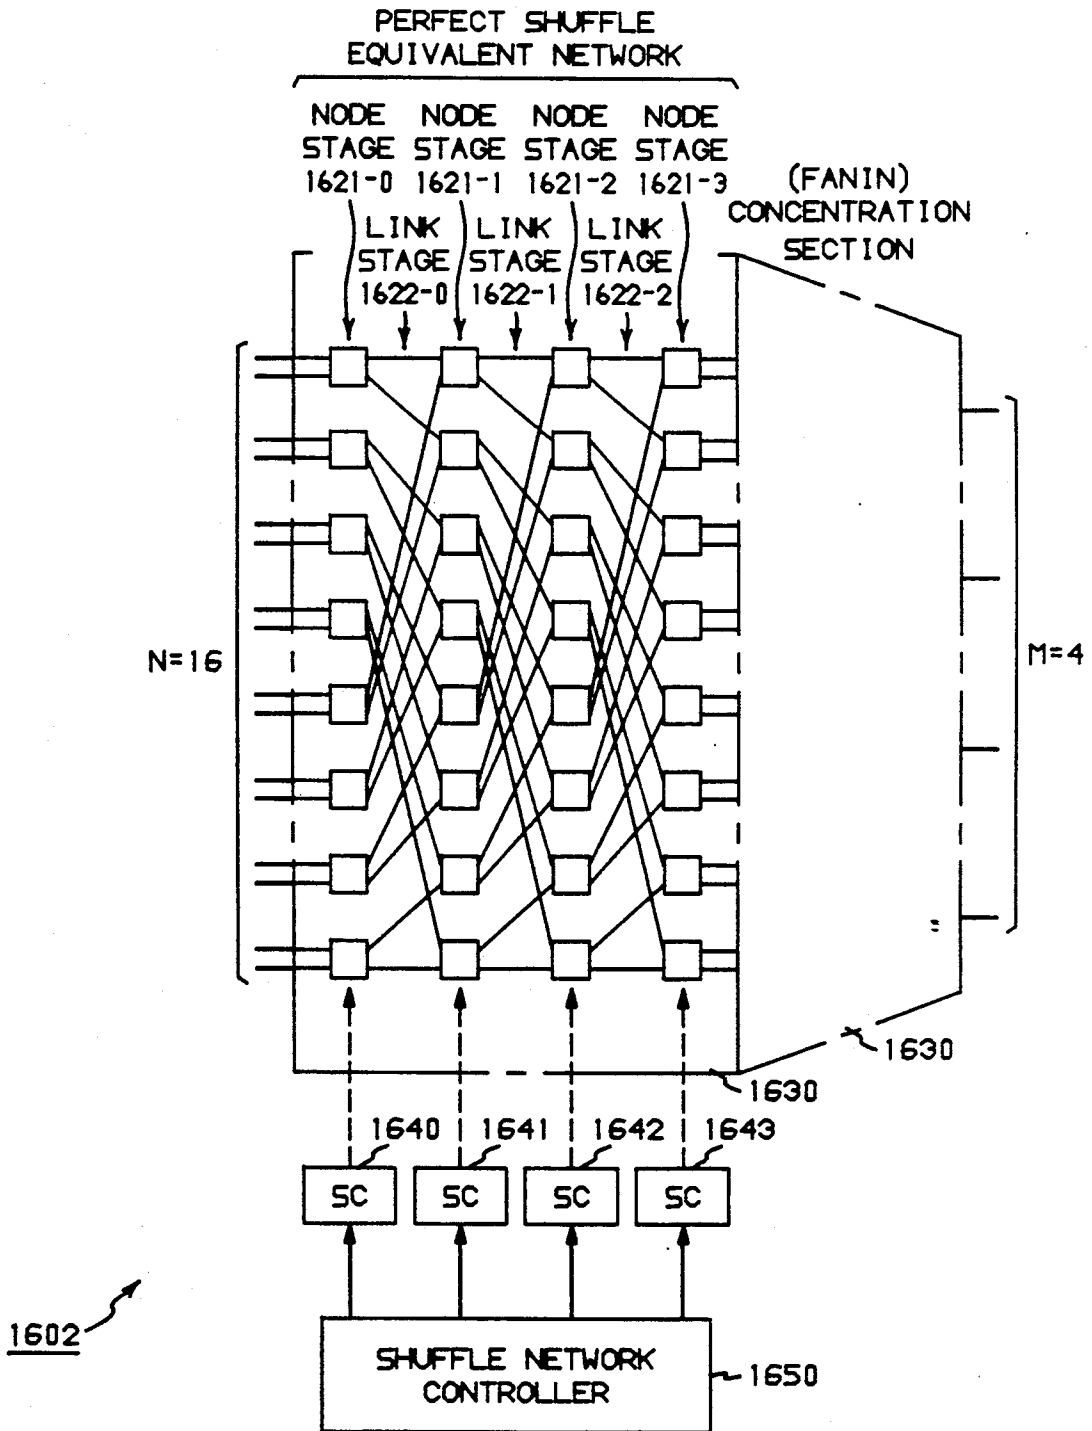 PERFECT SHUFFLE
EQUIVALENT NETWORK
NODE NODE NODE NODE
STAGE STAGE STAGE STAGE
1621-0 1621-1 1621-2 1621-3
LINK LINK LINK
STAGE STAGE STAGE
1622-0 1622-1 1622-2
(FANIN)
CONCENTRATION
SECTION
N=16
M=4
1630
1630
1640 1641 1642 1643
SC SC SC SC
1602
SHUFFLE NETWORK
CONTROLLER
1650